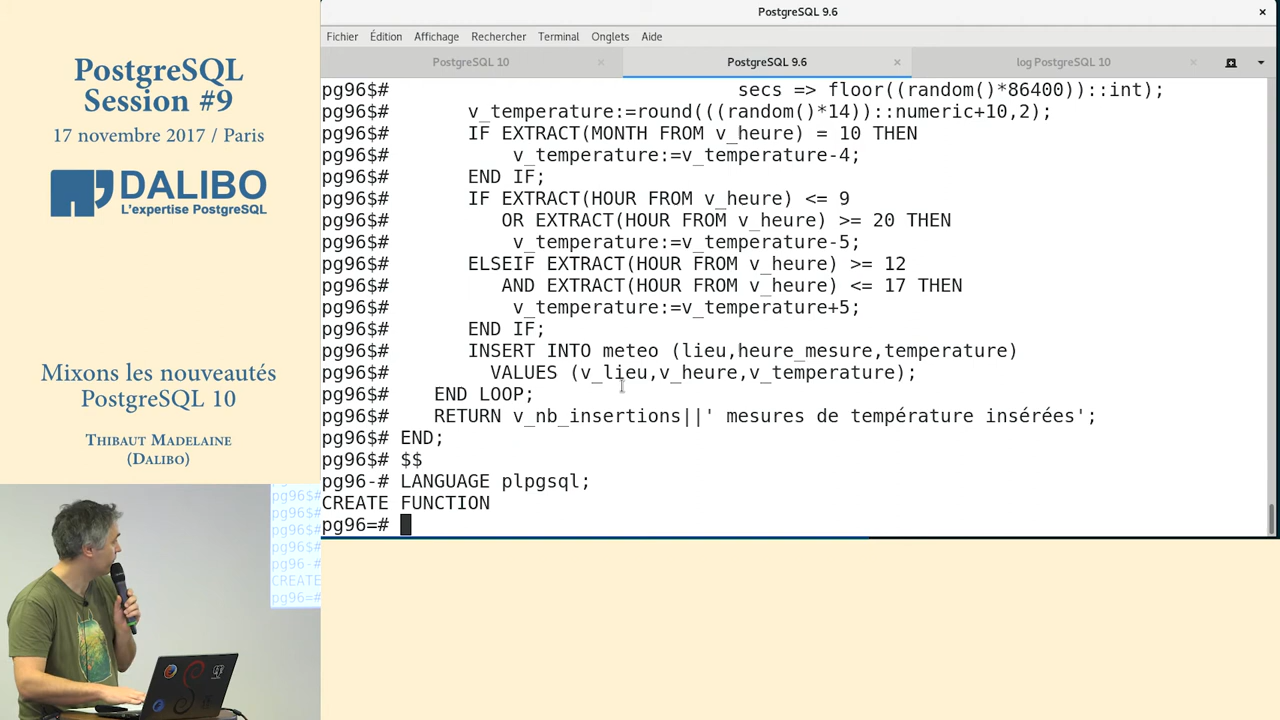 PostgreSQL
Session #9
17 novembre 2017 / Paris
DALIBO
L'expertise PostgreSQL
Mixons les nouveautés
PostgreSQL 10
THIBAUT MADELAINE
(DALIBO)
PostgreSQL 9.6
Fichier Édition Affichage Rechercher Terminal Onglets Aide
PostgreSQL 10 PostgreSQL 9.6 log PostgreSQL 10
pg96$# secs => floor((random()*86400))::int);
pg96$# v_temperature:=round(((random()*14))::numeric+10,2);
pg96$# IF EXTRACT(MONTH FROM v_heure) = 10 THEN
pg96$# v_temperature:=v_temperature-4;
pg96$# END IF;
pg96$# IF EXTRACT(HOUR FROM v_heure) <= 9
pg96$# OR EXTRACT(HOUR FROM v_heure) >= 20 THEN
pg96$# v_temperature:=v_temperature-5;
pg96$# ELSEIF EXTRACT(HOUR FROM v_heure) >= 12
pg96$# AND EXTRACT(HOUR FROM v_heure) <= 17 THEN
pg96$# v_temperature:=v_temperature+5;
pg96$# END IF;
pg96$# INSERT INTO meteo (lieu,heure_mesure,temperature)
pg96$# VALUES (v_lieu,v_heure,v_temperature);
pg96$# END LOOP;
pg96$# RETURN v_nb_insertions||' mesures de température insérées';
pg96$# END;
pg96$# $$
pg96-# LANGUAGE plpgsql;
CREATE FUNCTION
pg96=#
pg96$#
pg96$#
pg96$#
pg96$#
pg96-#
CREATE
pg96=#